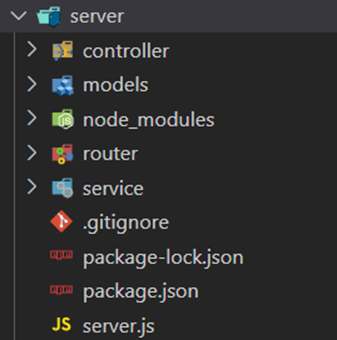 server
controller
models
node_modules
router
service
.gitignore
package-lock.json
package.json
JS server.js